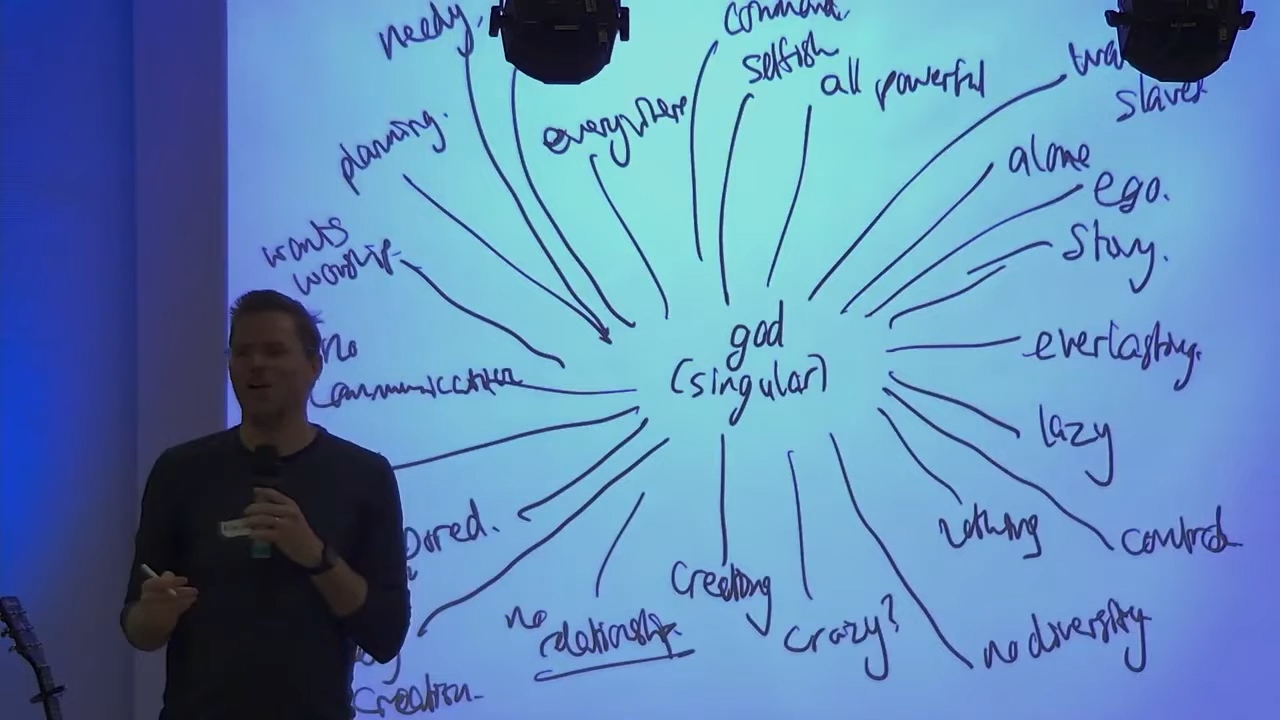 needy.
command.
selfish
all powerful
slaves
everywhere
planning.
alone
ego.
wants
worship.
Story.
god
(singular)
no
communication
everlasting.
lazy
bored.
nothing
control
creating
no
relationship.
crazy?
no diversity
creation.